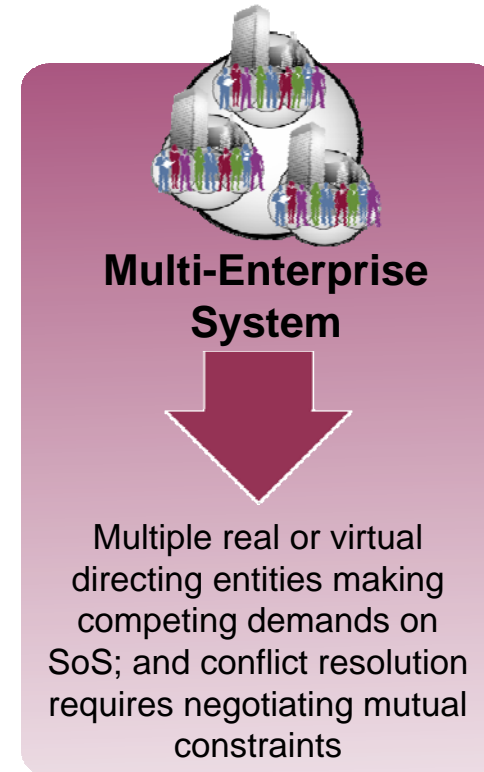 Multi-Enterprise
System
Multiple real or virtual
directing entities making
competing demands on
SoS; and conflict resolution
requires negotiating mutual
constraints